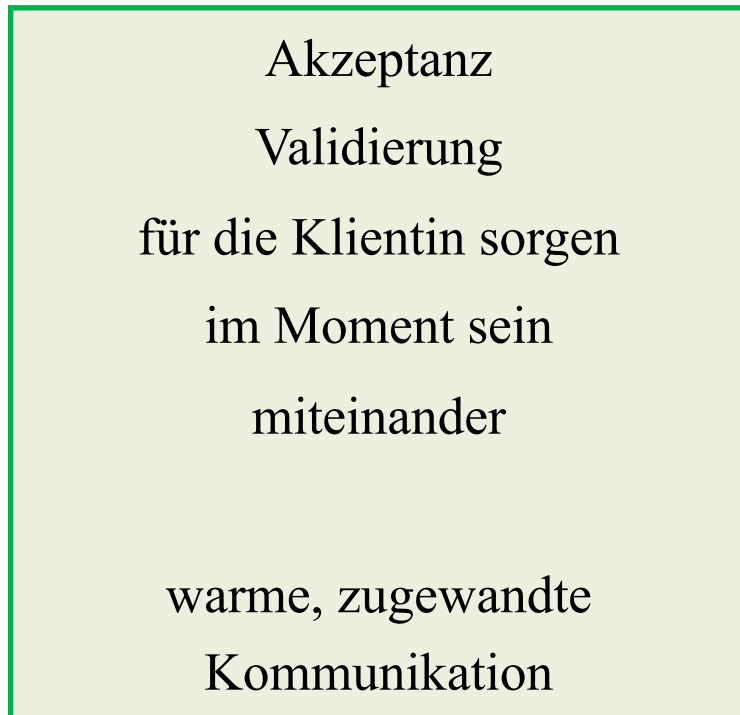 Akzeptanz
Validierung
für die Klientin sorgen
im Moment sein
miteinander
warme, zugewandte
Kommunikation